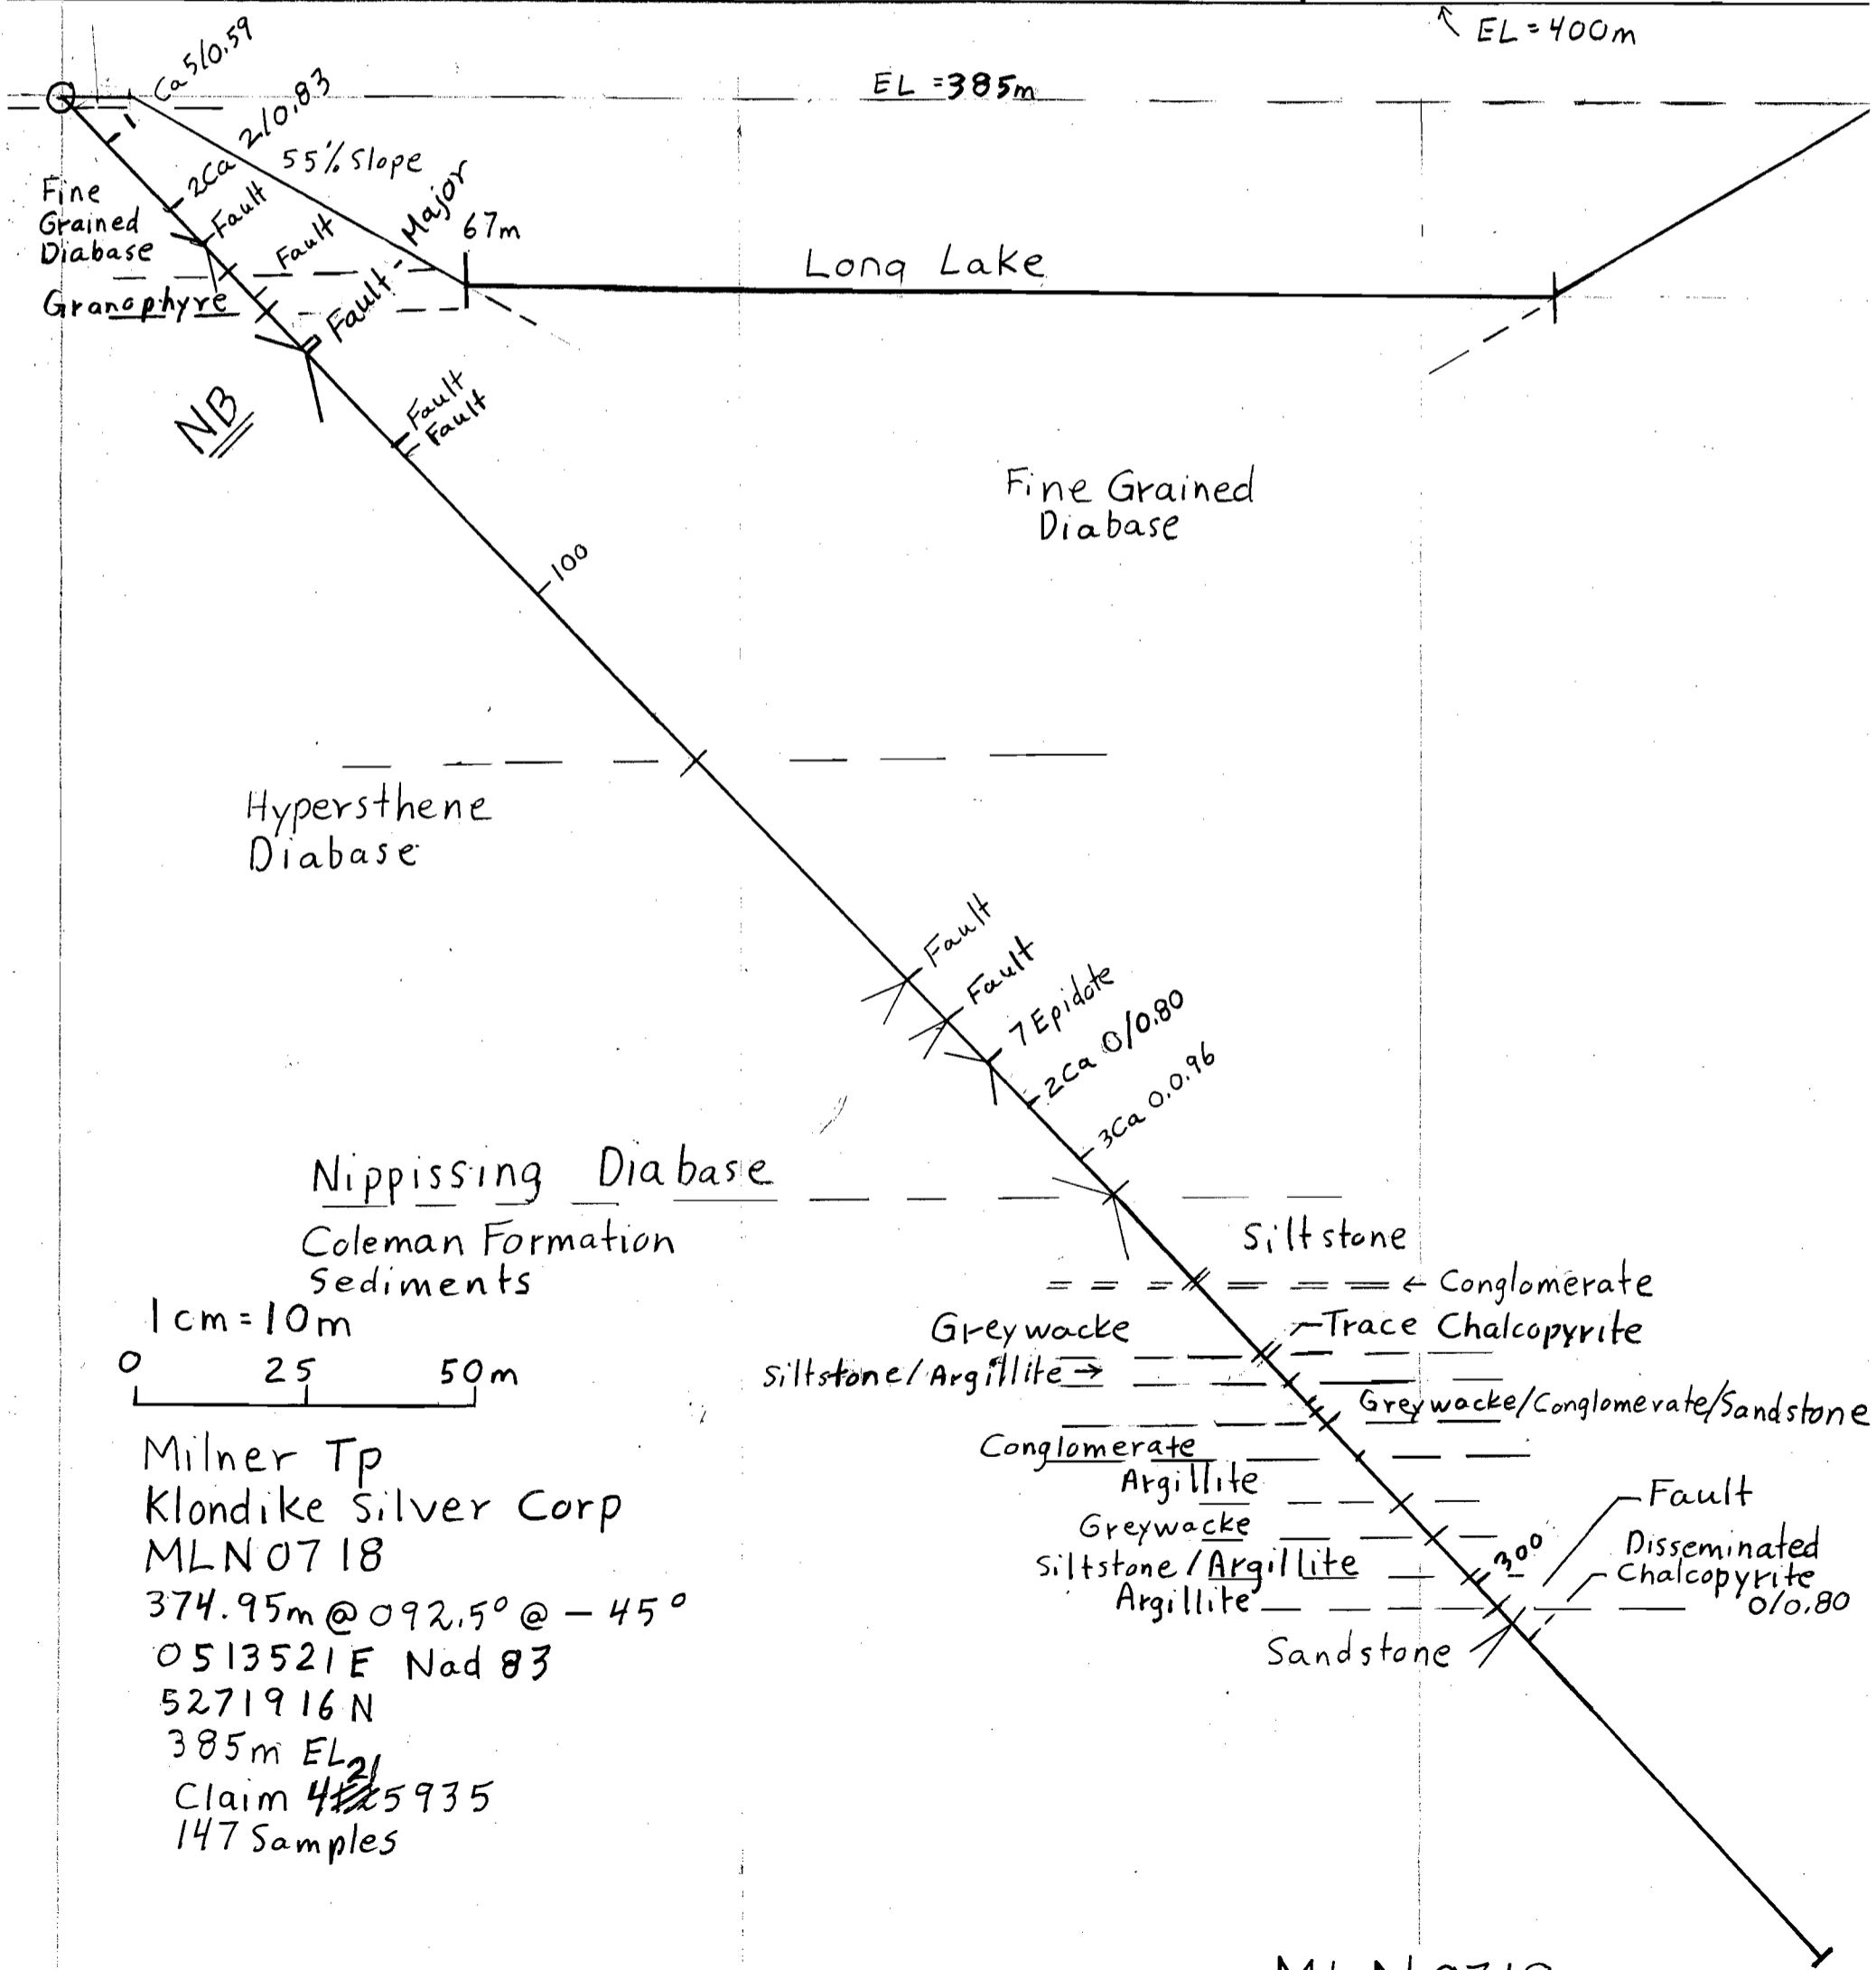 EL = 400m
Ca 5/0.59
EL = 385m
1
2Ca 2/0.83
55% Slope
Fine
Grained
Diabase
Fault
Fault
Major
67m
Long Lake
Granophyre
Fault
NB
Fault
Fault
Fine Grained
Diabase
100
Hypersthene
Diabase
Fault
Fault
7 Epidote
2Ca 0/0.80
3Ca 0.0.96
Nippissing Diabase
Coleman Formation
Sediments
Siltstone
Conglomerate
1cm = 10m
Greywacke
Trace Chalcopyrite
0 25 50m
Siltstone/Argillite
Greywacke/Conglomerate/Sandstone
Conglomerate
Argillite
Greywacke
Siltstone/Argillite
Argillite
300
Fault
Disseminated
Chalcopyrite
0/0.80
Sandstone
Milner Tp
Klondike Silver Corp
MLN0718
374.95m @ 092.5° @ - 45°
0513521E Nad 83
5271916N
385m EL
Claim 4215935
147 Samples